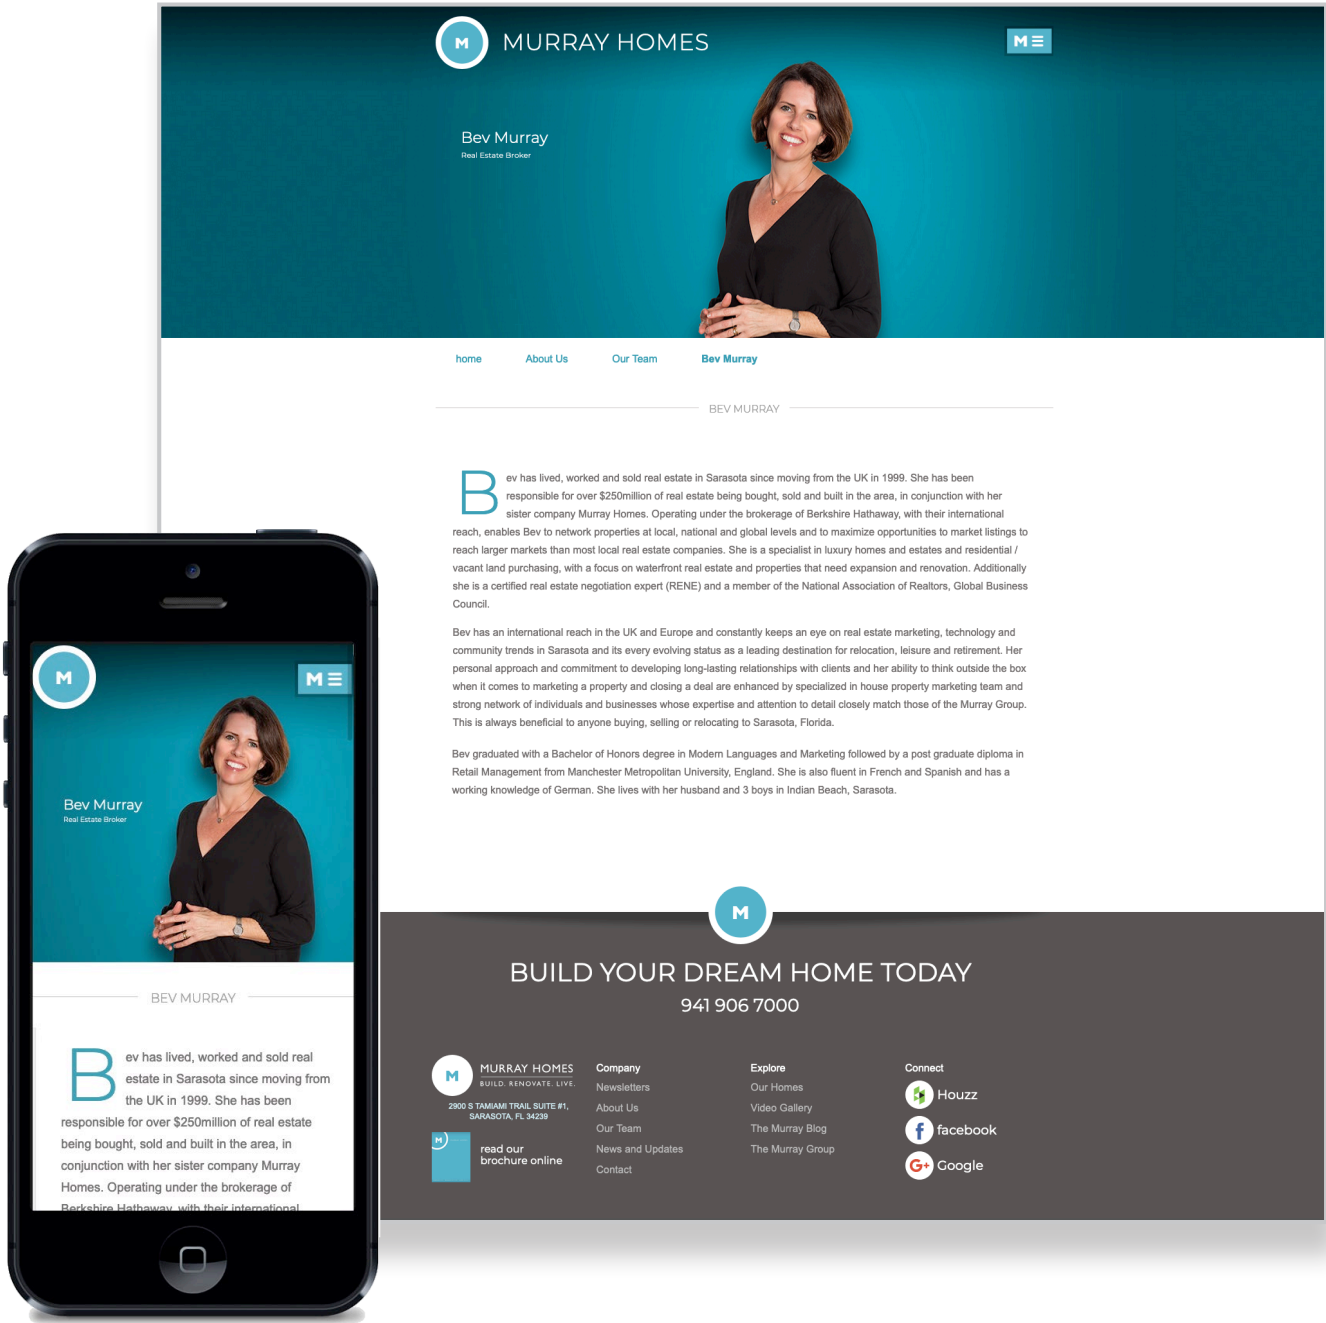 M MURRAY HOMES
M
Bev Murray
Real Estate Broker
home About Us Our Team Bev Murray
BEV MURRAY
Bev has lived, worked and sold real estate in Sarasota since moving from the UK in 1999. She has been
responsible for over $250million of real estate being bought, sold and built in the area, in conjunction with her
sister company Murray Homes. Operating under the brokerage of Berkshire Hathaway, with their international
reach, enables Bev to network properties at local, national and global levels and to maximize opportunities to market listings to
reach larger markets than most local real estate companies. She is a specialist in luxury homes and estates and residential /
vacant land purchasing, with a focus on waterfront real estate and properties that need expansion and renovation. Additionally
she is a certified real estate negotiation expert (RENE) and a member of the National Association of Realtors, Global Business
Council.
Bev has an international reach in the UK and Europe and constantly keeps an eye on real estate marketing, technology and
community trends in Sarasota and its every evolving status as a leading destination for relocation, leisure and retirement. Her
personal approach and commitment to developing long-lasting relationships with clients and her ability to think outside the box
when it comes to marketing a property and closing a deal are enhanced by specialized in house property marketing team and
strong network of individuals and businesses whose expertise and attention to detail closely match those of the Murray Group.
This is always beneficial to anyone buying, selling or relocating to Sarasota, Florida.
Bev graduated with a Bachelor of Honors degree in Modern Languages and Marketing followed by a post graduate diploma in
Retail Management from Manchester Metropolitan University, England. She is also fluent in French and Spanish and has a
working knowledge of German. She lives with her husband and 3 boys in Indian Beach, Sarasota.
M
BUILD YOUR DREAM HOME TODAY
941 906 7000
M MURRAY HOMES
BUILD. RENOVATE. LIVE.
2900 S TAMIAMI TRAIL SUITE #1,
SARASOTA, FL 34239
M
read our
brochure online
Company
Newsletters
About Us
Our Team
News and Updates
Contact
Explore
Our Homes
Video Gallery
The Murray Blog
The Murray Group
Connect
Houzz
f facebook
G+ Google
M
M
Bev Murray
Real Estate Broker
BEV MURRAY
Bev has lived, worked and sold real
estate in Sarasota since moving from
the UK in 1999. She has been
responsible for over $250million of real estate
being bought, sold and built in the area, in
conjunction with her sister company Murray
Homes. Operating under the brokerage of
Berkshire Hathaway, with their international